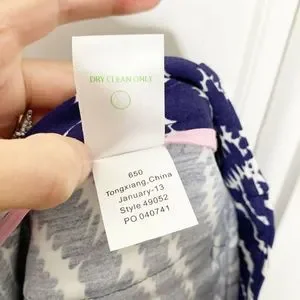 DRY CLEAN ONLY
650
Tongxiang,China
January-13
Style 49052
PO 040741